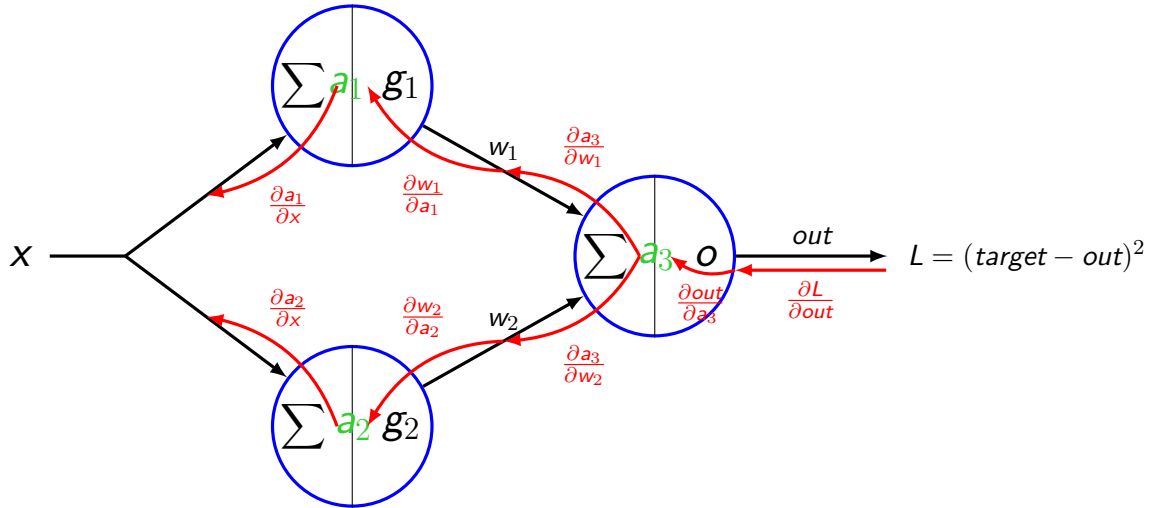 ∑ a₁ g₁
w₁
∂a₃/∂w₁
∂w₁/∂a₁
∂a₁/∂x
x
∑ a₃ o
out
L = (target − out)²
∂out/∂a₃
∂L/∂out
∂a₂/∂x
∂w₂/∂a₂
w₂
∂a₃/∂w₂
∑ a₂ g₂